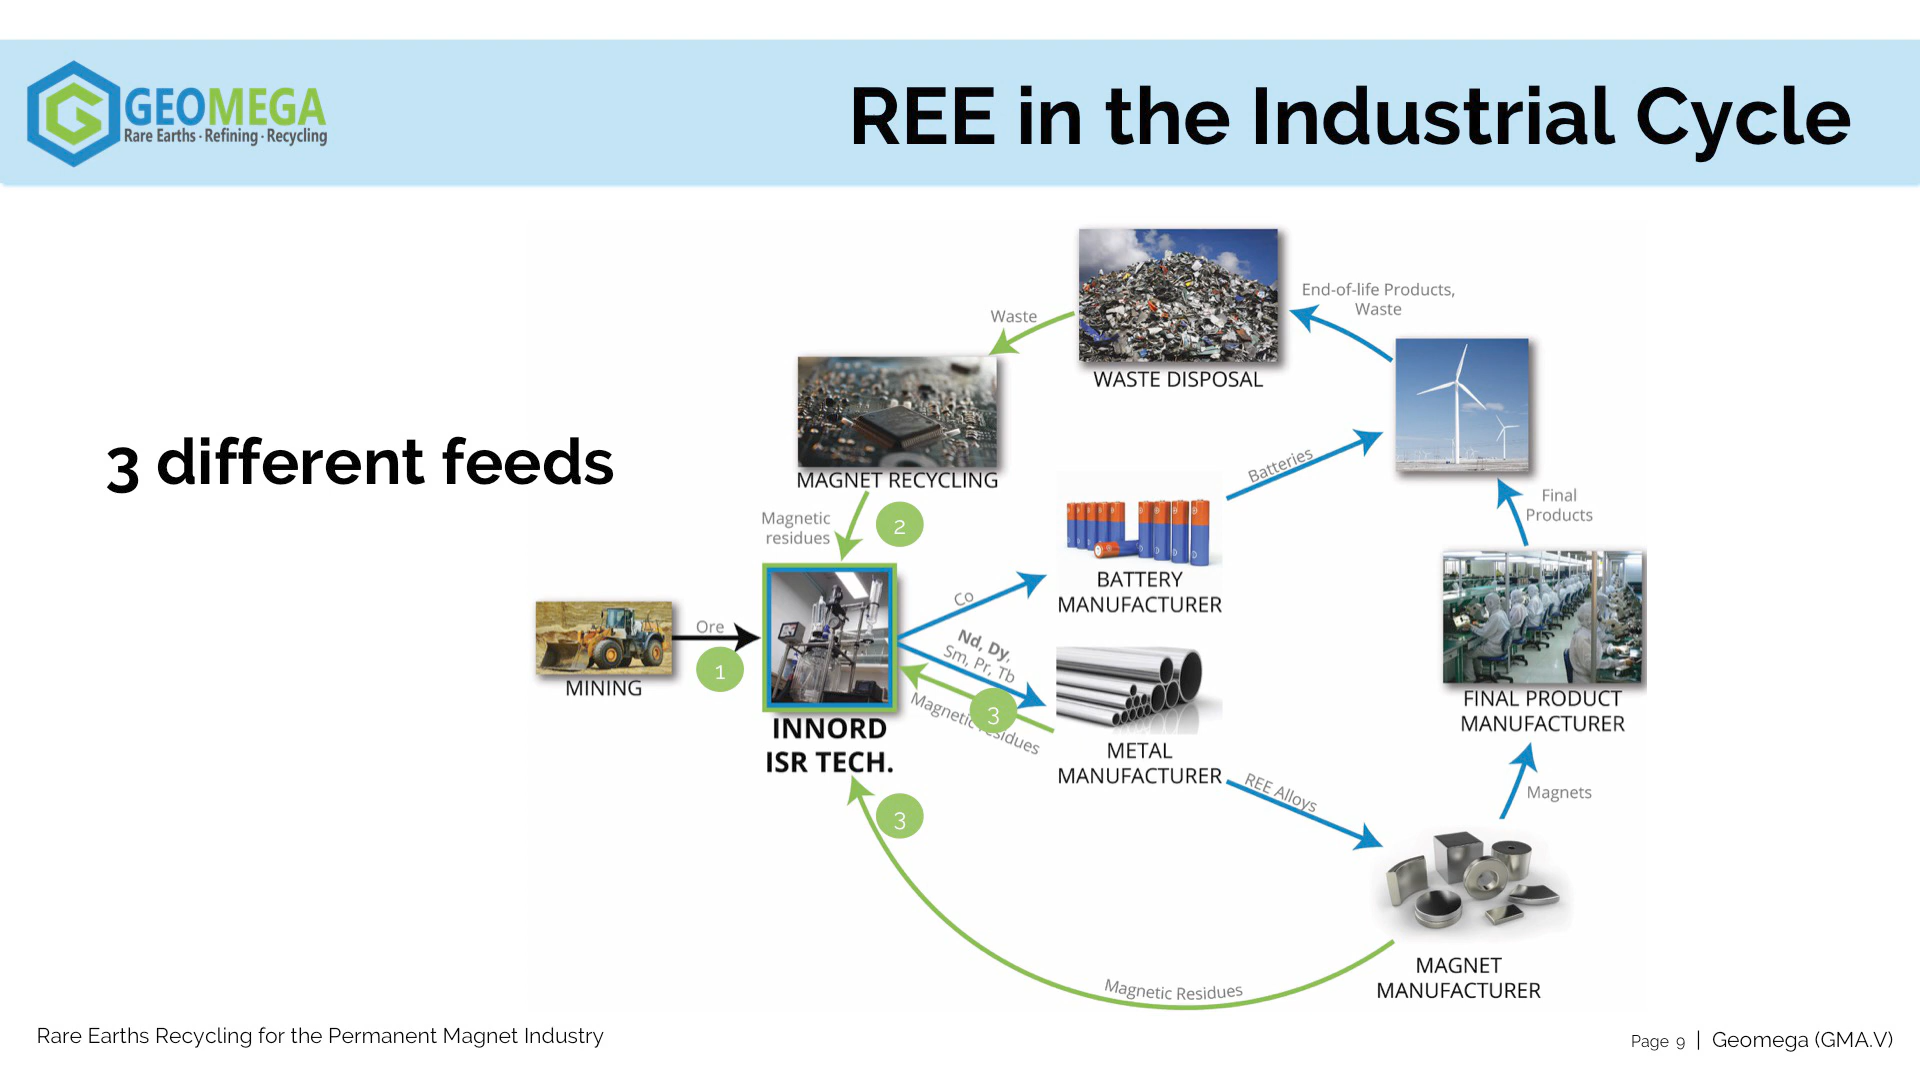 GEOMEGA
Rare Earths · Refining · Recycling
REE in the Industrial Cycle
3 different feeds
End-of-life Products,
Waste
Waste
WASTE DISPOSAL
MAGNET RECYCLING
Batteries
Magnetic
residues
2
Final
Products
BATTERY
MANUFACTURER
Co
Ore
1
MINING
Nd, Dy,
Sm, Pr, Tb
Magnetic residues
3
INNORD
ISR TECH.
METAL
MANUFACTURER
FINAL PRODUCT
MANUFACTURER
REE Alloys
Magnets
3
MAGNET
MANUFACTURER
Magnetic Residues
Rare Earths Recycling for the Permanent Magnet Industry
Page 9 | Geomega (GMA.V)